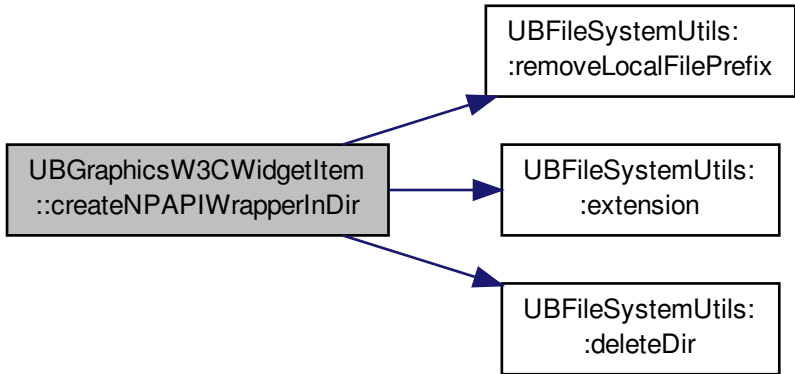 UBGraphicsW3CWidgetItem
::createNPAPIWrapperInDir
UBFileSystemUtils:
:removeLocalFilePrefix
UBFileSystemUtils:
:extension
UBFileSystemUtils:
:deleteDir